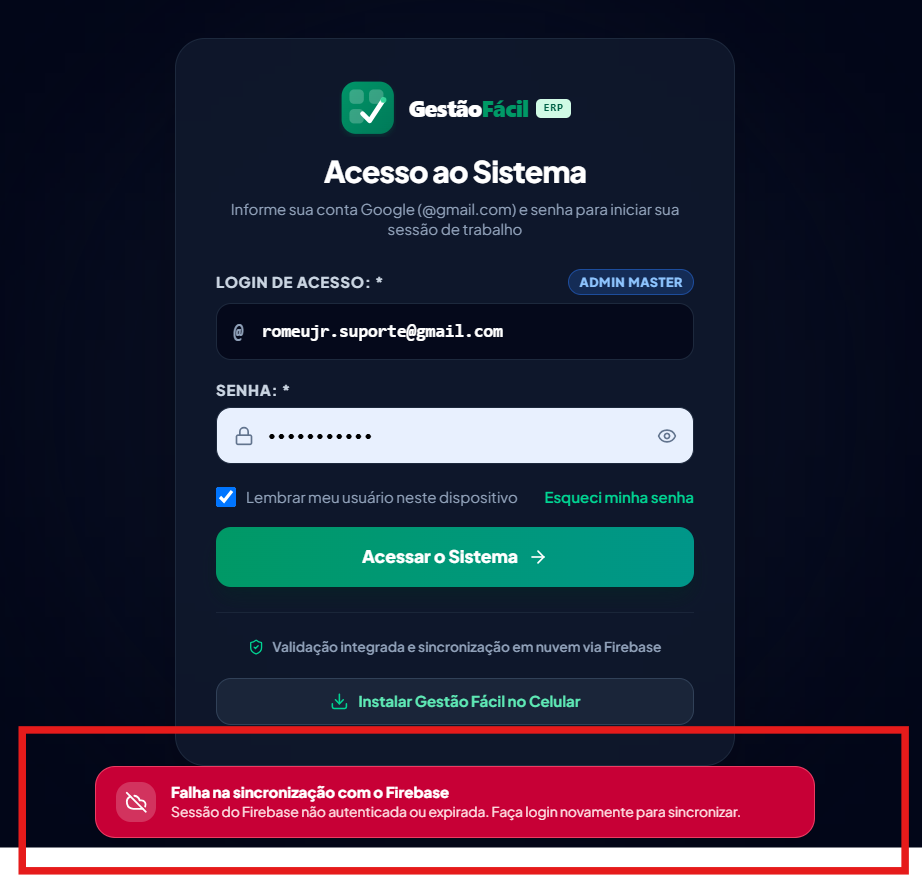 GestãoFácil ERP
Acesso ao Sistema
Informe sua conta Google (@gmail.com) e senha para iniciar sua
sessão de trabalho
LOGIN DE ACESSO: * ADMIN MASTER
@ romeujr.suporte@gmail.com
SENHA: *
•••••••••••
Lembrar meu usuário neste dispositivo Esqueci minha senha
Acessar o Sistema →
Validação integrada e sincronização em nuvem via Firebase
Instalar Gestão Fácil no Celular
Falha na sincronização com o Firebase
Sessão do Firebase não autenticada ou expirada. Faça login novamente para sincronizar.